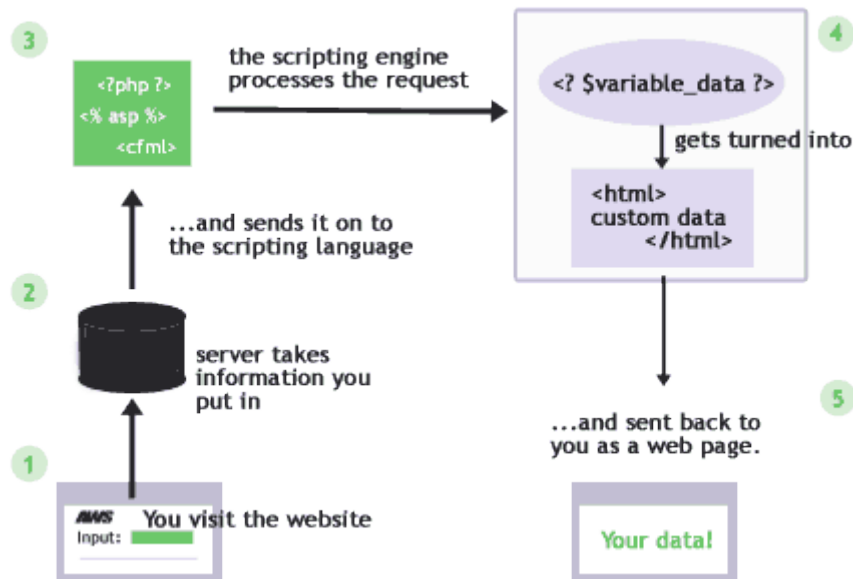 3
<?php ?>
<% asp %>
<cfml>
the scripting engine
processes the request
4
<? $variable_data ?>
gets turned into
<html>
custom data
</html>
...and sends it on to
the scripting language
2
server takes
information you
put in
1
AWS
You visit the website
Input:
5
...and sent back to
you as a web page.
Your data!